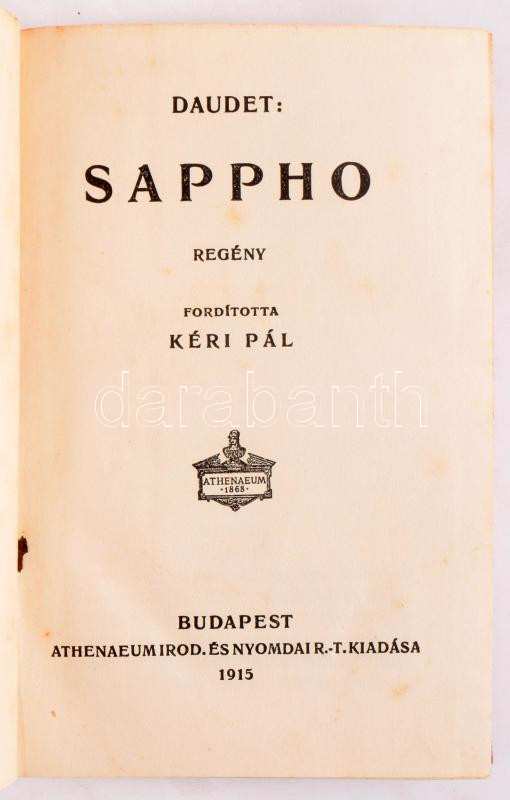 DAUDET:
SAPPHO
REGÉNY
FORDÍTOTTA
KÉRI PÁL
darabanth
ATHENAEUM
·1868·
BUDAPEST
ATHENAEUM IROD. ÉS NYOMDAI R.-T. KIADÁSA
1915